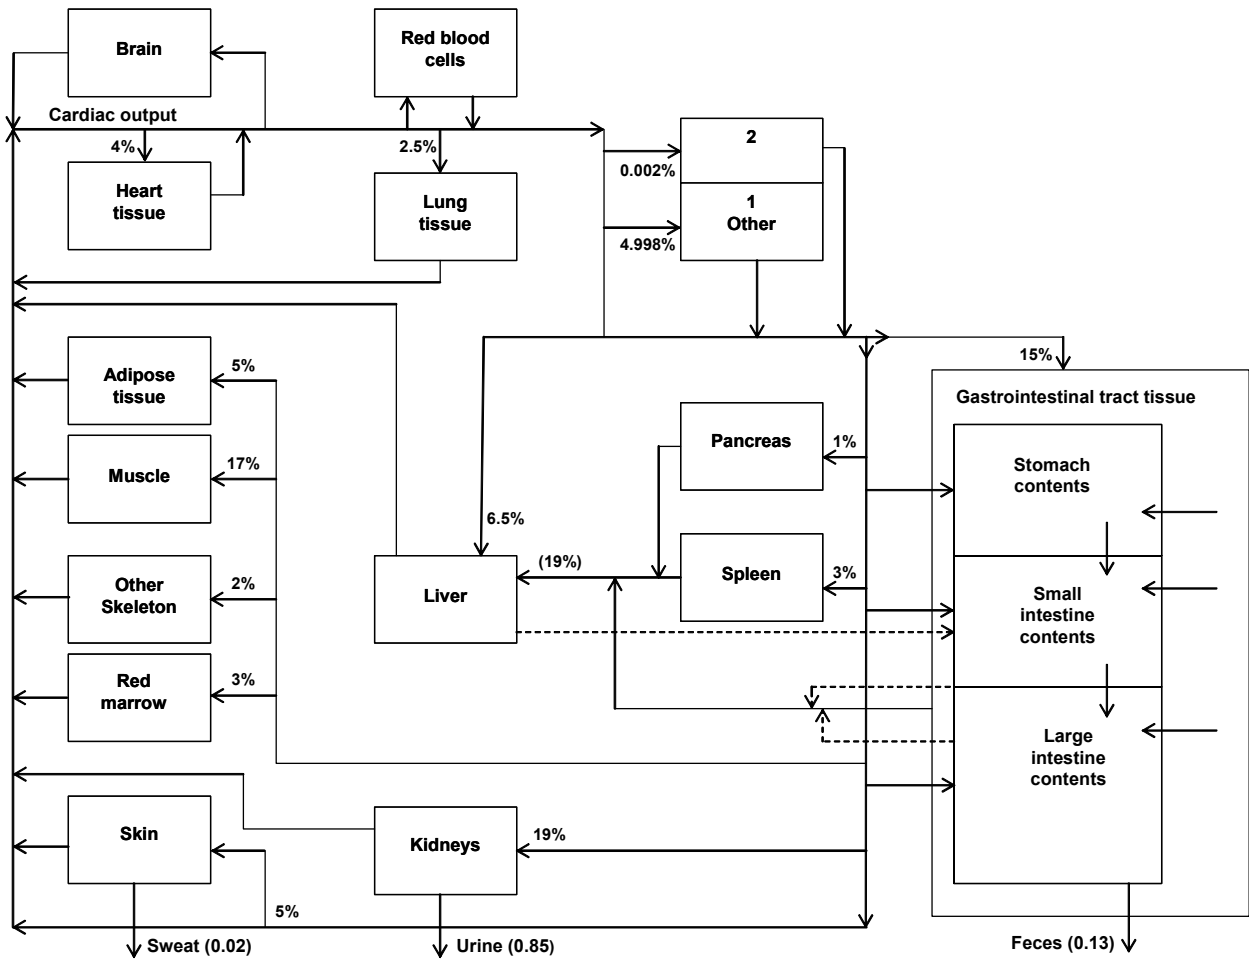 Brain
Red blood
cells
Cardiac output
4%
2.5%
2
0.002%
Heart
tissue
Lung
tissue
1
Other
4.998%
15%
Adipose
tissue
5%
Gastrointestinal tract tissue
Pancreas
1%
Muscle
17%
Stomach
contents
6.5%
Other
Skeleton
2%
Liver
(19%)
Spleen
3%
Small
intestine
contents
Red
marrow
3%
Large
intestine
contents
Skin
Kidneys
19%
5%
Sweat (0.02)
Urine (0.85)
Feces (0.13)